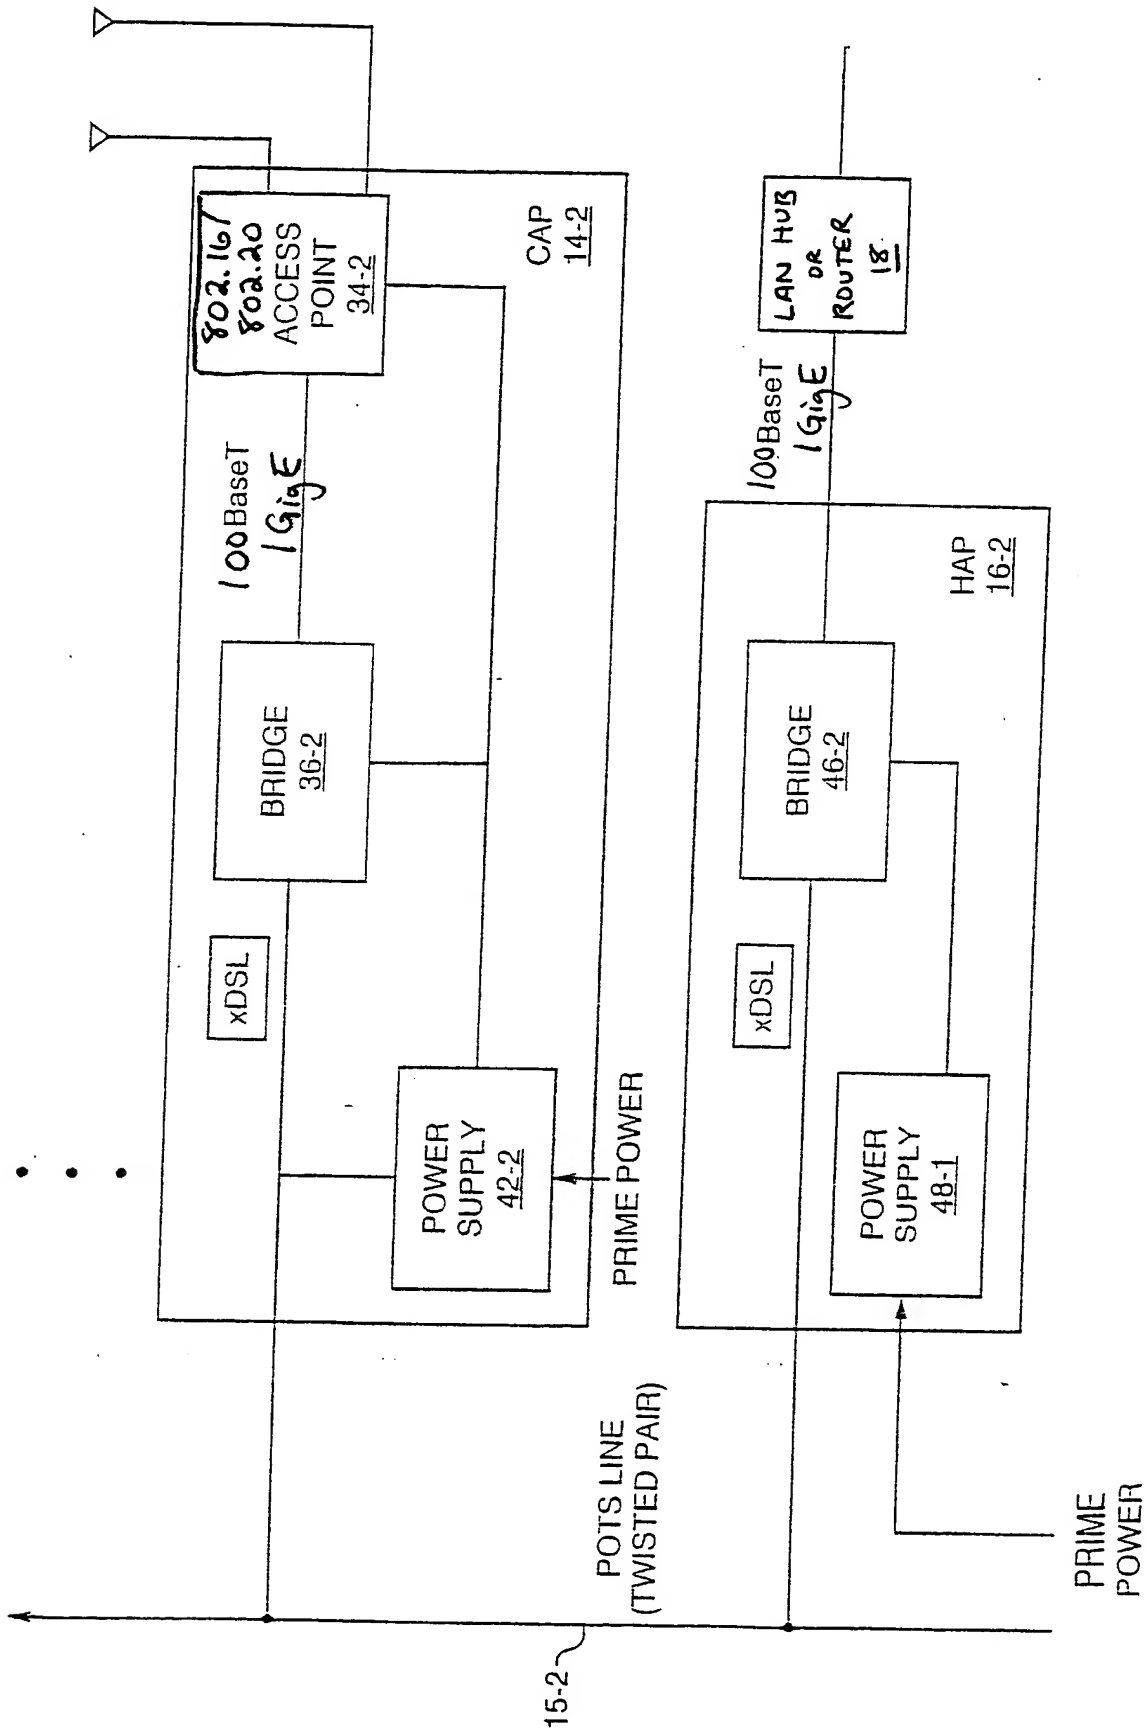 802.16/
802.20
ACCESS
POINT
34-2
CAP
14-2
100BaseT
1GigE
BRIDGE
36-2
xDSL
POWER
SUPPLY
42-2
PRIME POWER
POTS LINE
(TWISTED PAIR)
15-2
LAN HUB
OR
ROUTER
18
100BaseT
1GigE
HAP
16-2
BRIDGE
46-2
xDSL
POWER
SUPPLY
48-1
PRIME
POWER